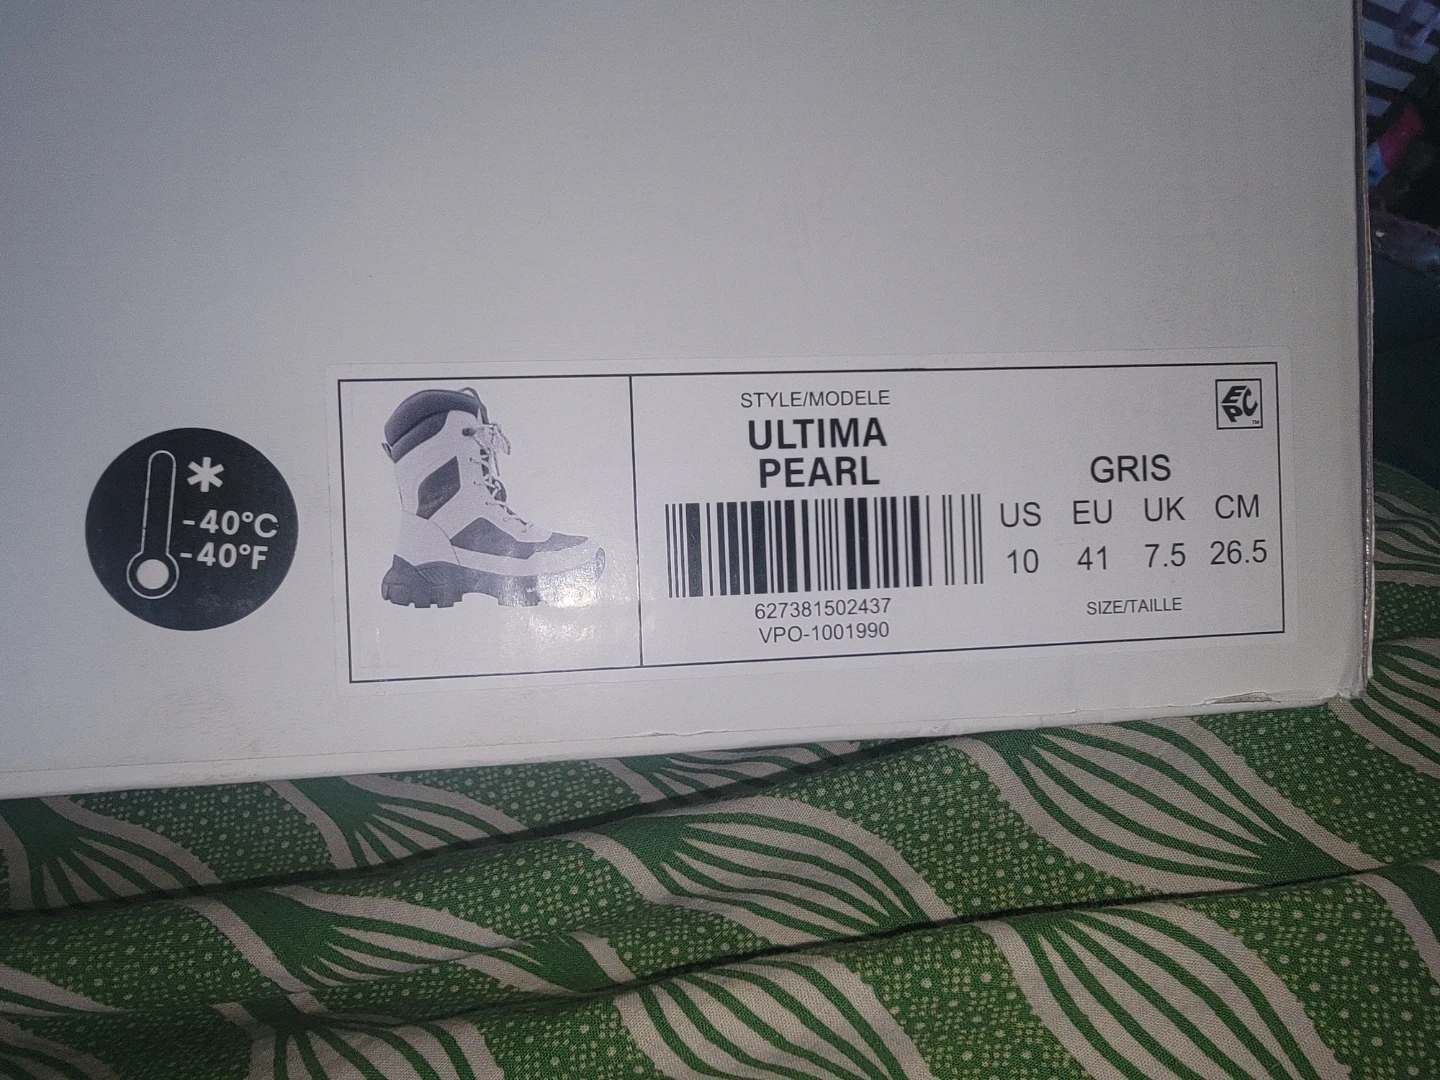 * -40°C
-40°F
STYLE/MODELE
ULTIMA
PEARL
627381502437
VPO-1001990
EPC™
GRIS
US EU UK CM
10 41 7.5 26.5
SIZE/TAILLE